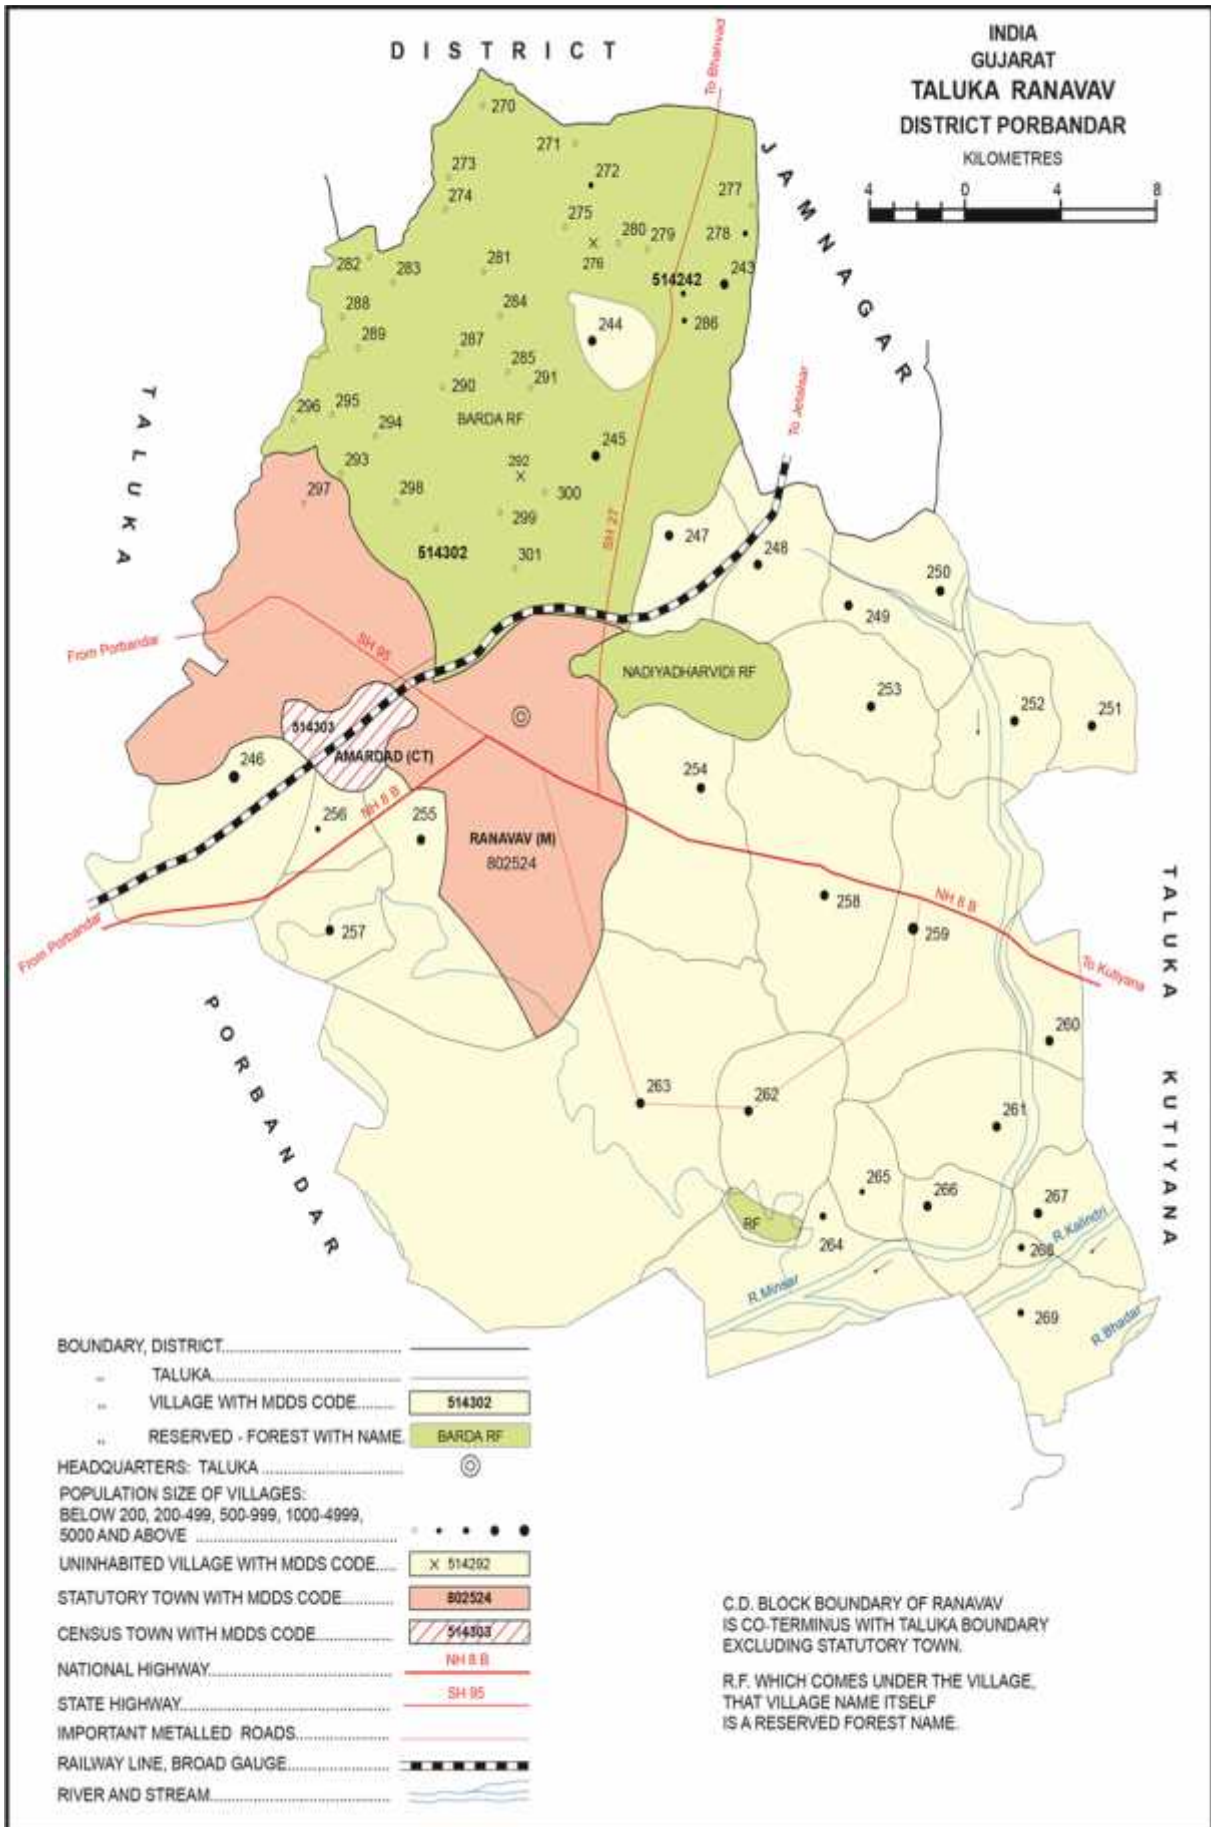 DISTRICT
INDIA
GUJARAT
TALUKA RANAVAV
DISTRICT PORBANDAR
KILOMETRES
4 0 4 8
To Bhanvad
JAMNAGAR
270
271
272
273
274
275
276
277
278
279
280
281
282
283
514242
243
284
288
286
244
289
287
285
290
291
296
295
294
BARDA RF
245
293
292
297
298
300
299
514302
301
SH 27
To Jetalsar
TALUKA
247
248
250
249
From Porbandar
SH 95
NADIYADHARVIDI RF
253
252
251
514303
AMARDAD (CT)
246
254
256
NH 8 B
255
RANAVAV (M)
802524
258
NH 8 B
259
257
From Porbandar
To Kutiyana
TALUKA KUTIYANA
PORBANDAR
260
263
262
261
265
266
267
RF
264
268
R.Kalindri
R.Minsar
269
R.Bhadar
BOUNDARY, DISTRICT
,, TALUKA
,, VILLAGE WITH MDDS CODE 514302
,, RESERVED - FOREST WITH NAME. BARDA RF
HEADQUARTERS: TALUKA
POPULATION SIZE OF VILLAGES:
BELOW 200, 200-499, 500-999, 1000-4999,
5000 AND ABOVE
UNINHABITED VILLAGE WITH MDDS CODE X 514292
STATUTORY TOWN WITH MDDS CODE 802524
CENSUS TOWN WITH MDDS CODE 514303
NATIONAL HIGHWAY NH 8 B
STATE HIGHWAY SH 95
IMPORTANT METALLED ROADS
RAILWAY LINE, BROAD GAUGE
RIVER AND STREAM
C.D. BLOCK BOUNDARY OF RANAVAV
IS CO-TERMINUS WITH TALUKA BOUNDARY
EXCLUDING STATUTORY TOWN.
R.F. WHICH COMES UNDER THE VILLAGE,
THAT VILLAGE NAME ITSELF
IS A RESERVED FOREST NAME.